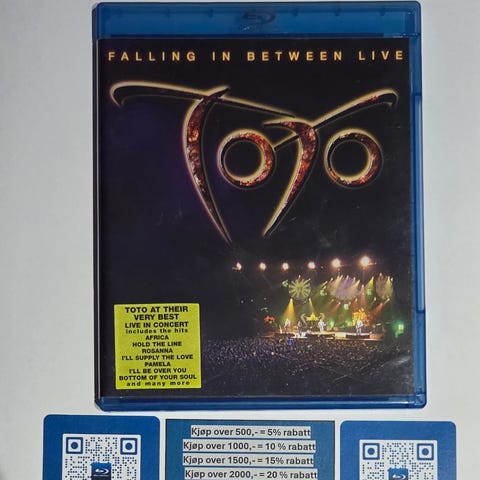 FALLING IN BETWEEN LIVE
TOTO
TOTO AT THEIR
VERY BEST
LIVE IN CONCERT
includes the hits
AFRICA
HOLD THE LINE
ROSANNA
I'LL SUPPLY THE LOVE
PAMELA
I'LL BE OVER YOU
BOTTOM OF YOUR SOUL
and many more
Kjøp over 500,- = 5% rabatt
Kjøp over 1000,- = 10 % rabatt
Kjøp over 1500,- = 15% rabatt
Kjøp over 2000,- = 20 % rabatt